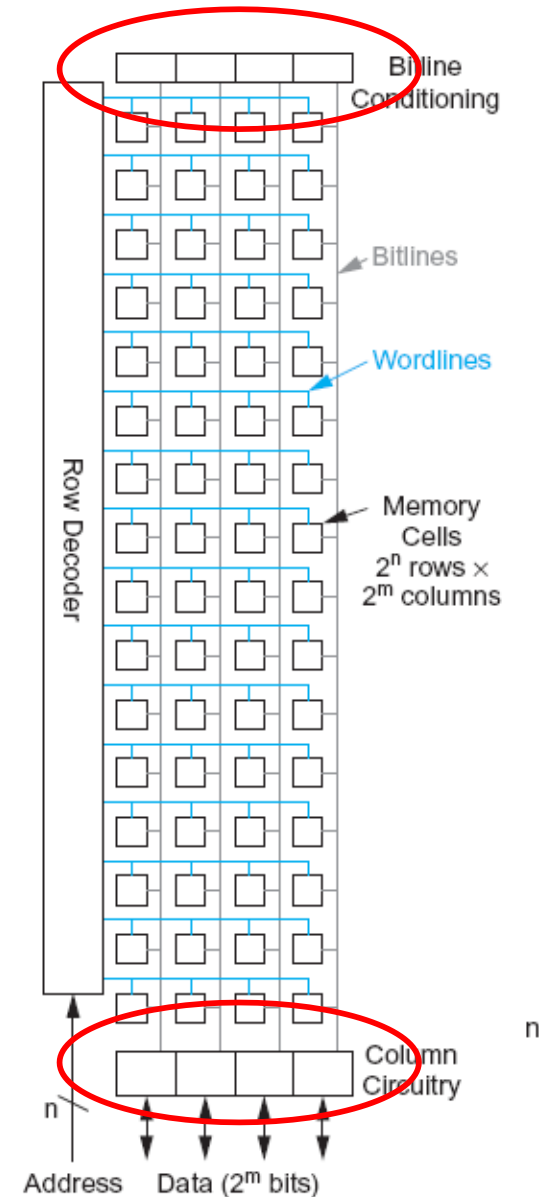 Bitline
Conditioning
Bitlines
Wordlines
Row Decoder
Memory
Cells
2ⁿ rows ×
2ᵐ columns
n
Column
Circuitry
n
Address
Data (2ᵐ bits)